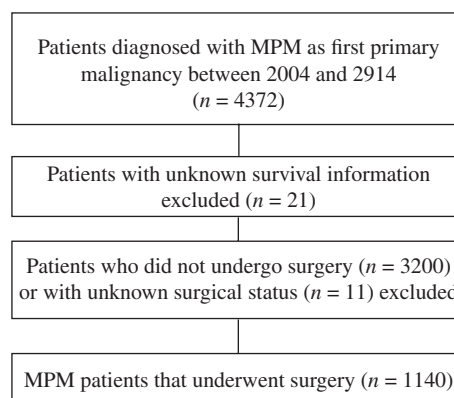 Patients diagnosed with MPM as first primary
malignancy between 2004 and 2914
(n = 4372)
Patients with unknown survival information
excluded (n = 21)
Patients who did not undergo surgery (n = 3200)
or with unknown surgical status (n = 11) excluded
MPM patients that underwent surgery (n = 1140)